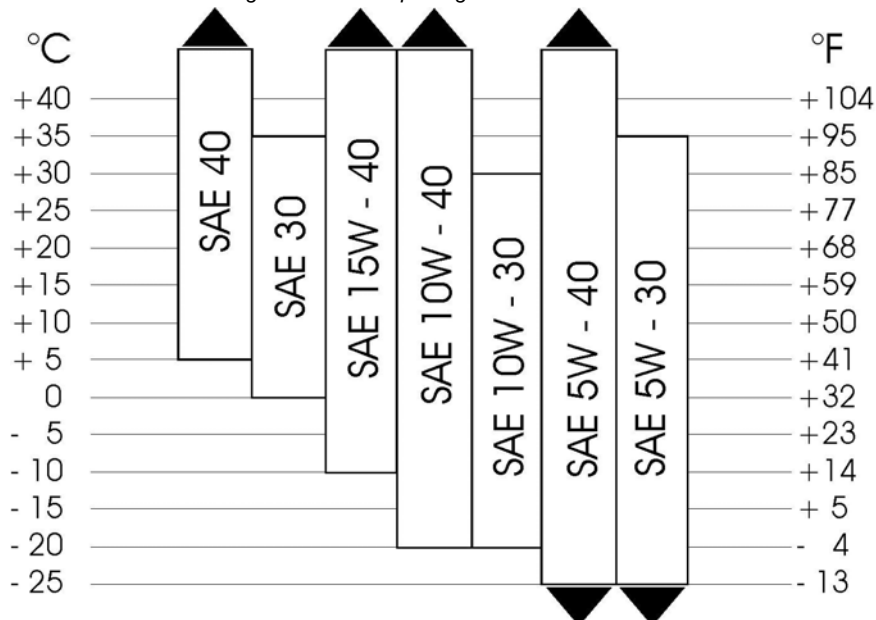 °C °F
+40 +104
+35 +95
+30 +85
+25 +77
+20 +68
+15 +59
+10 +50
+ 5 +41
0 +32
- 5 +23
- 10 +14
- 15 + 5
- 20 - 4
- 25 - 13
SAE 40
SAE 30
SAE 15W - 40
SAE 10W - 40
SAE 10W - 30
SAE 5W - 40
SAE 5W - 30